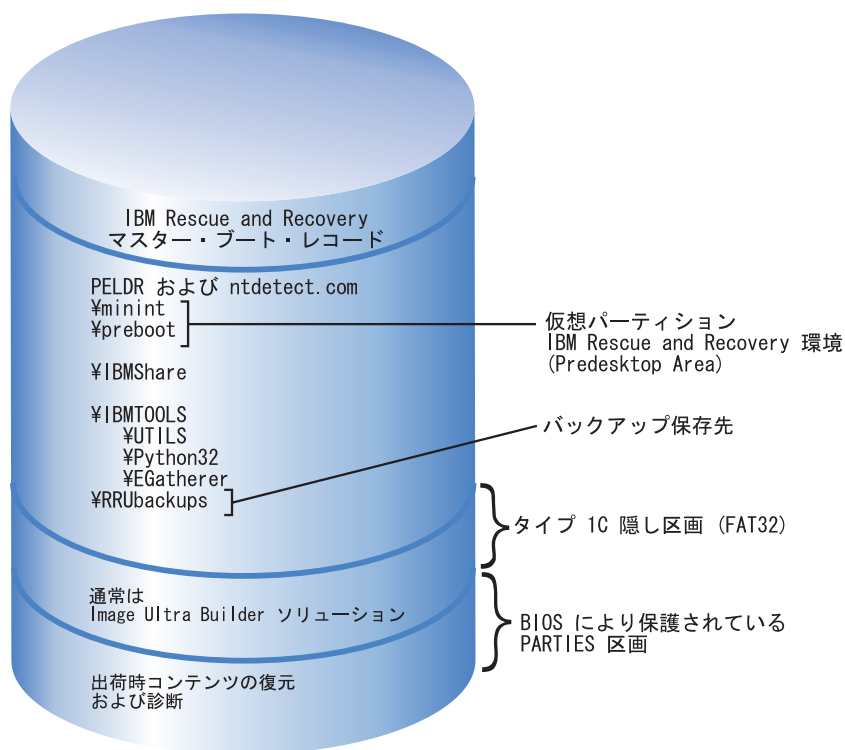 IBM Rescue and Recovery
マスター・ブート・レコード
PELDR および ntdetect.com
¥minint
¥preboot
¥IBMShare
¥IBMTOOLS
¥UTILS
¥Python32
¥EGatherer
¥RRUbackups
仮想パーティション
IBM Rescue and Recovery 環境
(Predesktop Area)
バックアップ保存先
タイプ 1C 隠し区画 (FAT32)
通常は
Image Ultra Builder ソリューション
BIOS により保護されている
PARTIES 区画
出荷時コンテンツの復元
および診断